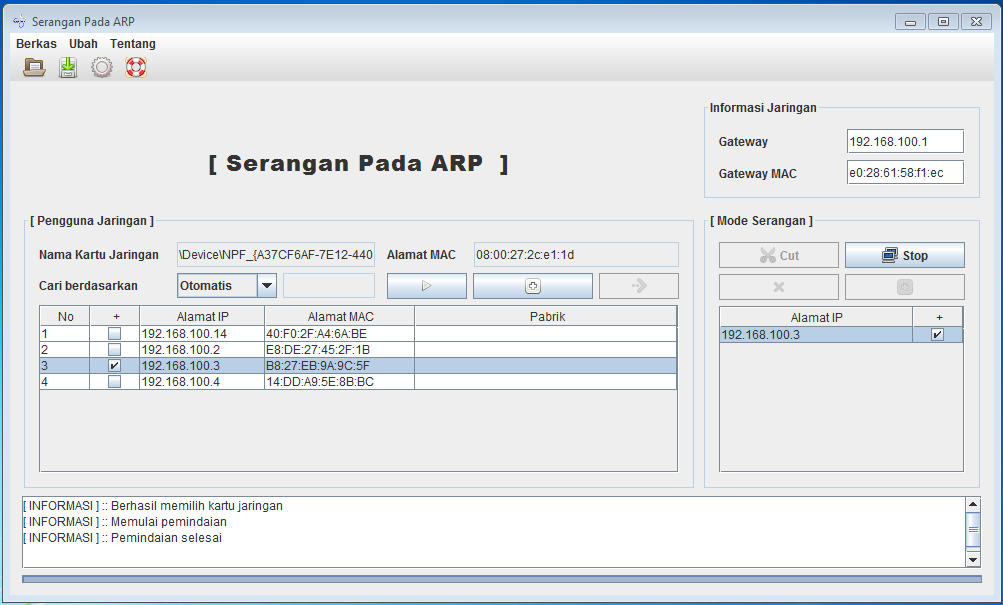 Serangan Pada ARP
Berkas Ubah Tentang
Informasi Jaringan
Gateway 192.168.100.1
Gateway MAC e0:28:61:58:f1:ec
[ Serangan Pada ARP ]
[ Pengguna Jaringan ]
Nama Kartu Jaringan \Device\NPF_{A37CF6AF-7E12-440 Alamat MAC 08:00:27:2c:e1:1d
Cari berdasarkan Otomatis
No + Alamat IP Alamat MAC Pabrik
1 192.168.100.14 40:F0:2F:A4:6A:BE
2 192.168.100.2 E8:DE:27:45:2F:1B
3 192.168.100.3 B8:27:EB:9A:9C:5F
4 192.168.100.4 14:DD:A9:5E:8B:BC
[ Mode Serangan ]
Cut Stop
Alamat IP +
192.168.100.3
[ INFORMASI ] :: Berhasil memilih kartu jaringan
[ INFORMASI ] :: Memulai pemindaian
[ INFORMASI ] :: Pemindaian selesai